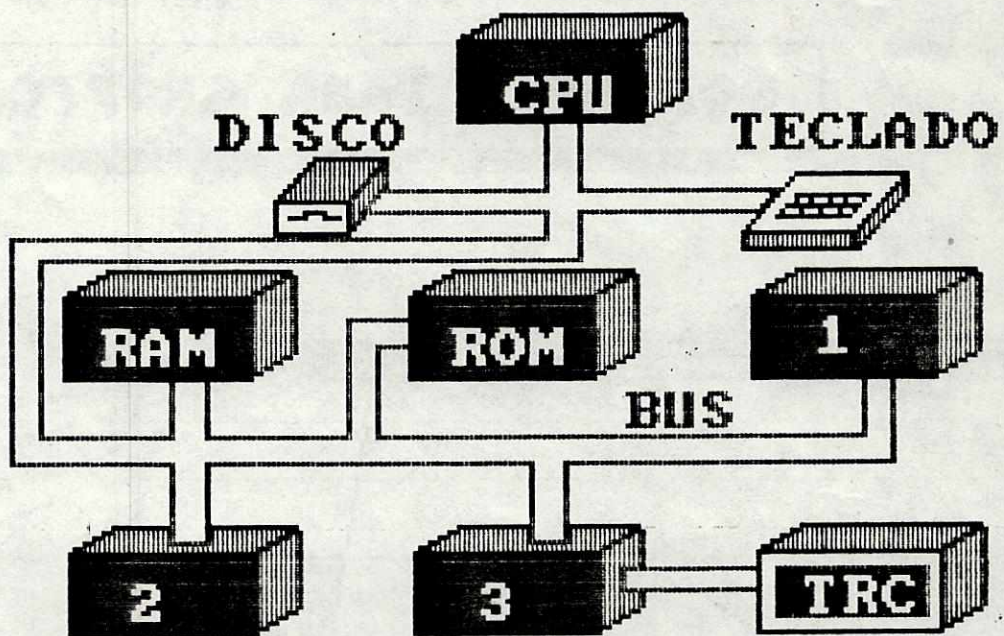 CPU
DISCO
TECLADO
RAM
ROM
1
BUS
2
3
TRC